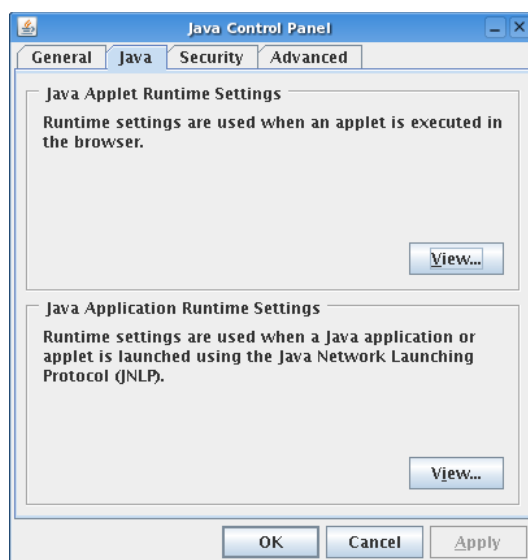 Java Control Panel
General Java Security Advanced
Java Applet Runtime Settings
Runtime settings are used when an applet is executed in
the browser.
View...
Java Application Runtime Settings
Runtime settings are used when a Java application or
applet is launched using the Java Network Launching
Protocol (JNLP).
View...
OK Cancel Apply